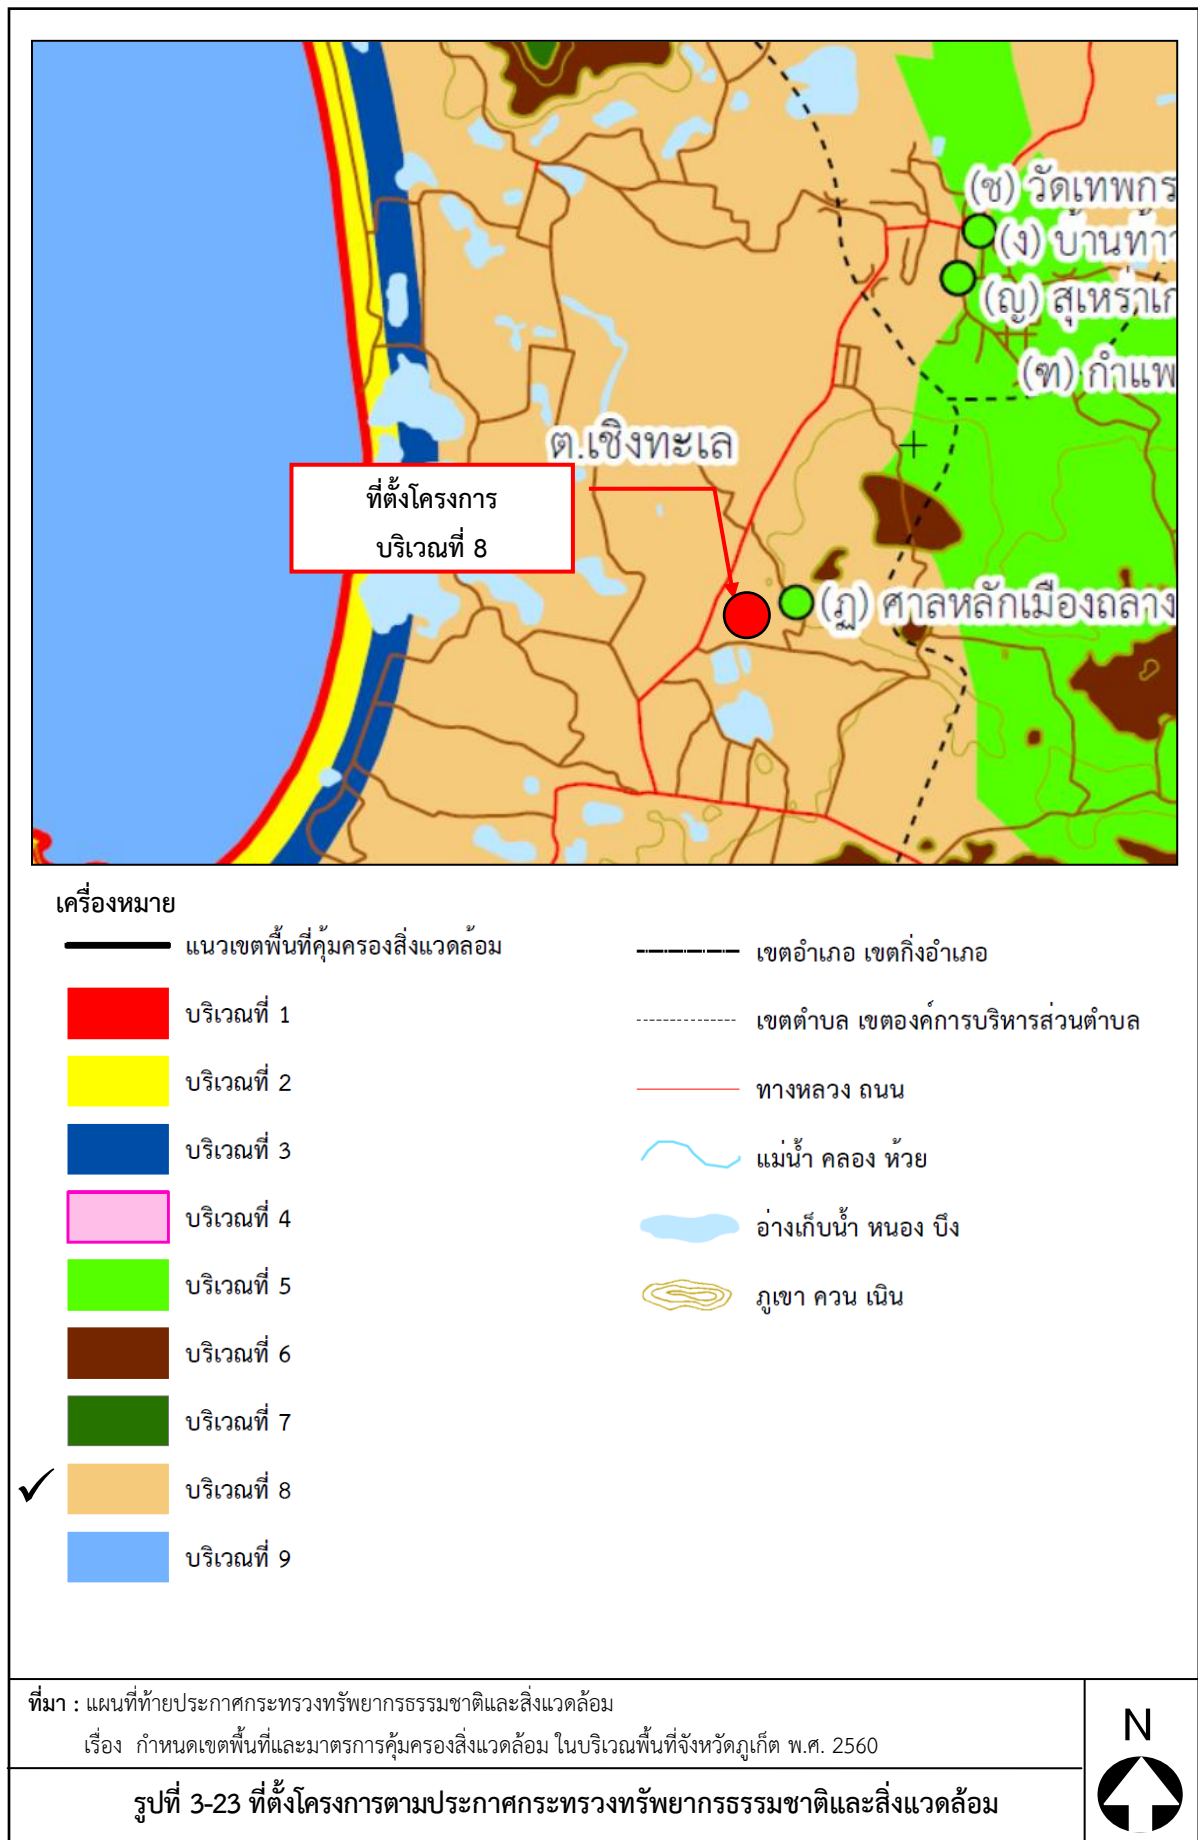 (ช) วัดเทพกร
(ง) บ้านท่า
(ญ) สุเหร่าเก
(ฑ) กำแพ
ต.เชิงทะเล
ที่ตั้งโครงการ
บริเวณที่ 8
(ฏ) ศาลหลักเมืองถลาง
เครื่องหมาย
แนวเขตพื้นที่คุ้มครองสิ่งแวดล้อม
บริเวณที่ 1
บริเวณที่ 2
บริเวณที่ 3
บริเวณที่ 4
บริเวณที่ 5
บริเวณที่ 6
บริเวณที่ 7
บริเวณที่ 8
บริเวณที่ 9
เขตอำเภอ เขตกิ่งอำเภอ
เขตตำบล เขตองค์การบริหารส่วนตำบล
ทางหลวง ถนน
แม่น้ำ คลอง ห้วย
อ่างเก็บน้ำ หนอง บึง
ภูเขา ควน เนิน
ที่มา : แผนที่ท้ายประกาศกระทรวงทรัพยากรธรรมชาติและสิ่งแวดล้อม
เรื่อง กำหนดเขตพื้นที่และมาตรการคุ้มครองสิ่งแวดล้อม ในบริเวณพื้นที่จังหวัดภูเก็ต พ.ศ. 2560
N
รูปที่ 3-23 ที่ตั้งโครงการตามประกาศกระทรวงทรัพยากรธรรมชาติและสิ่งแวดล้อม